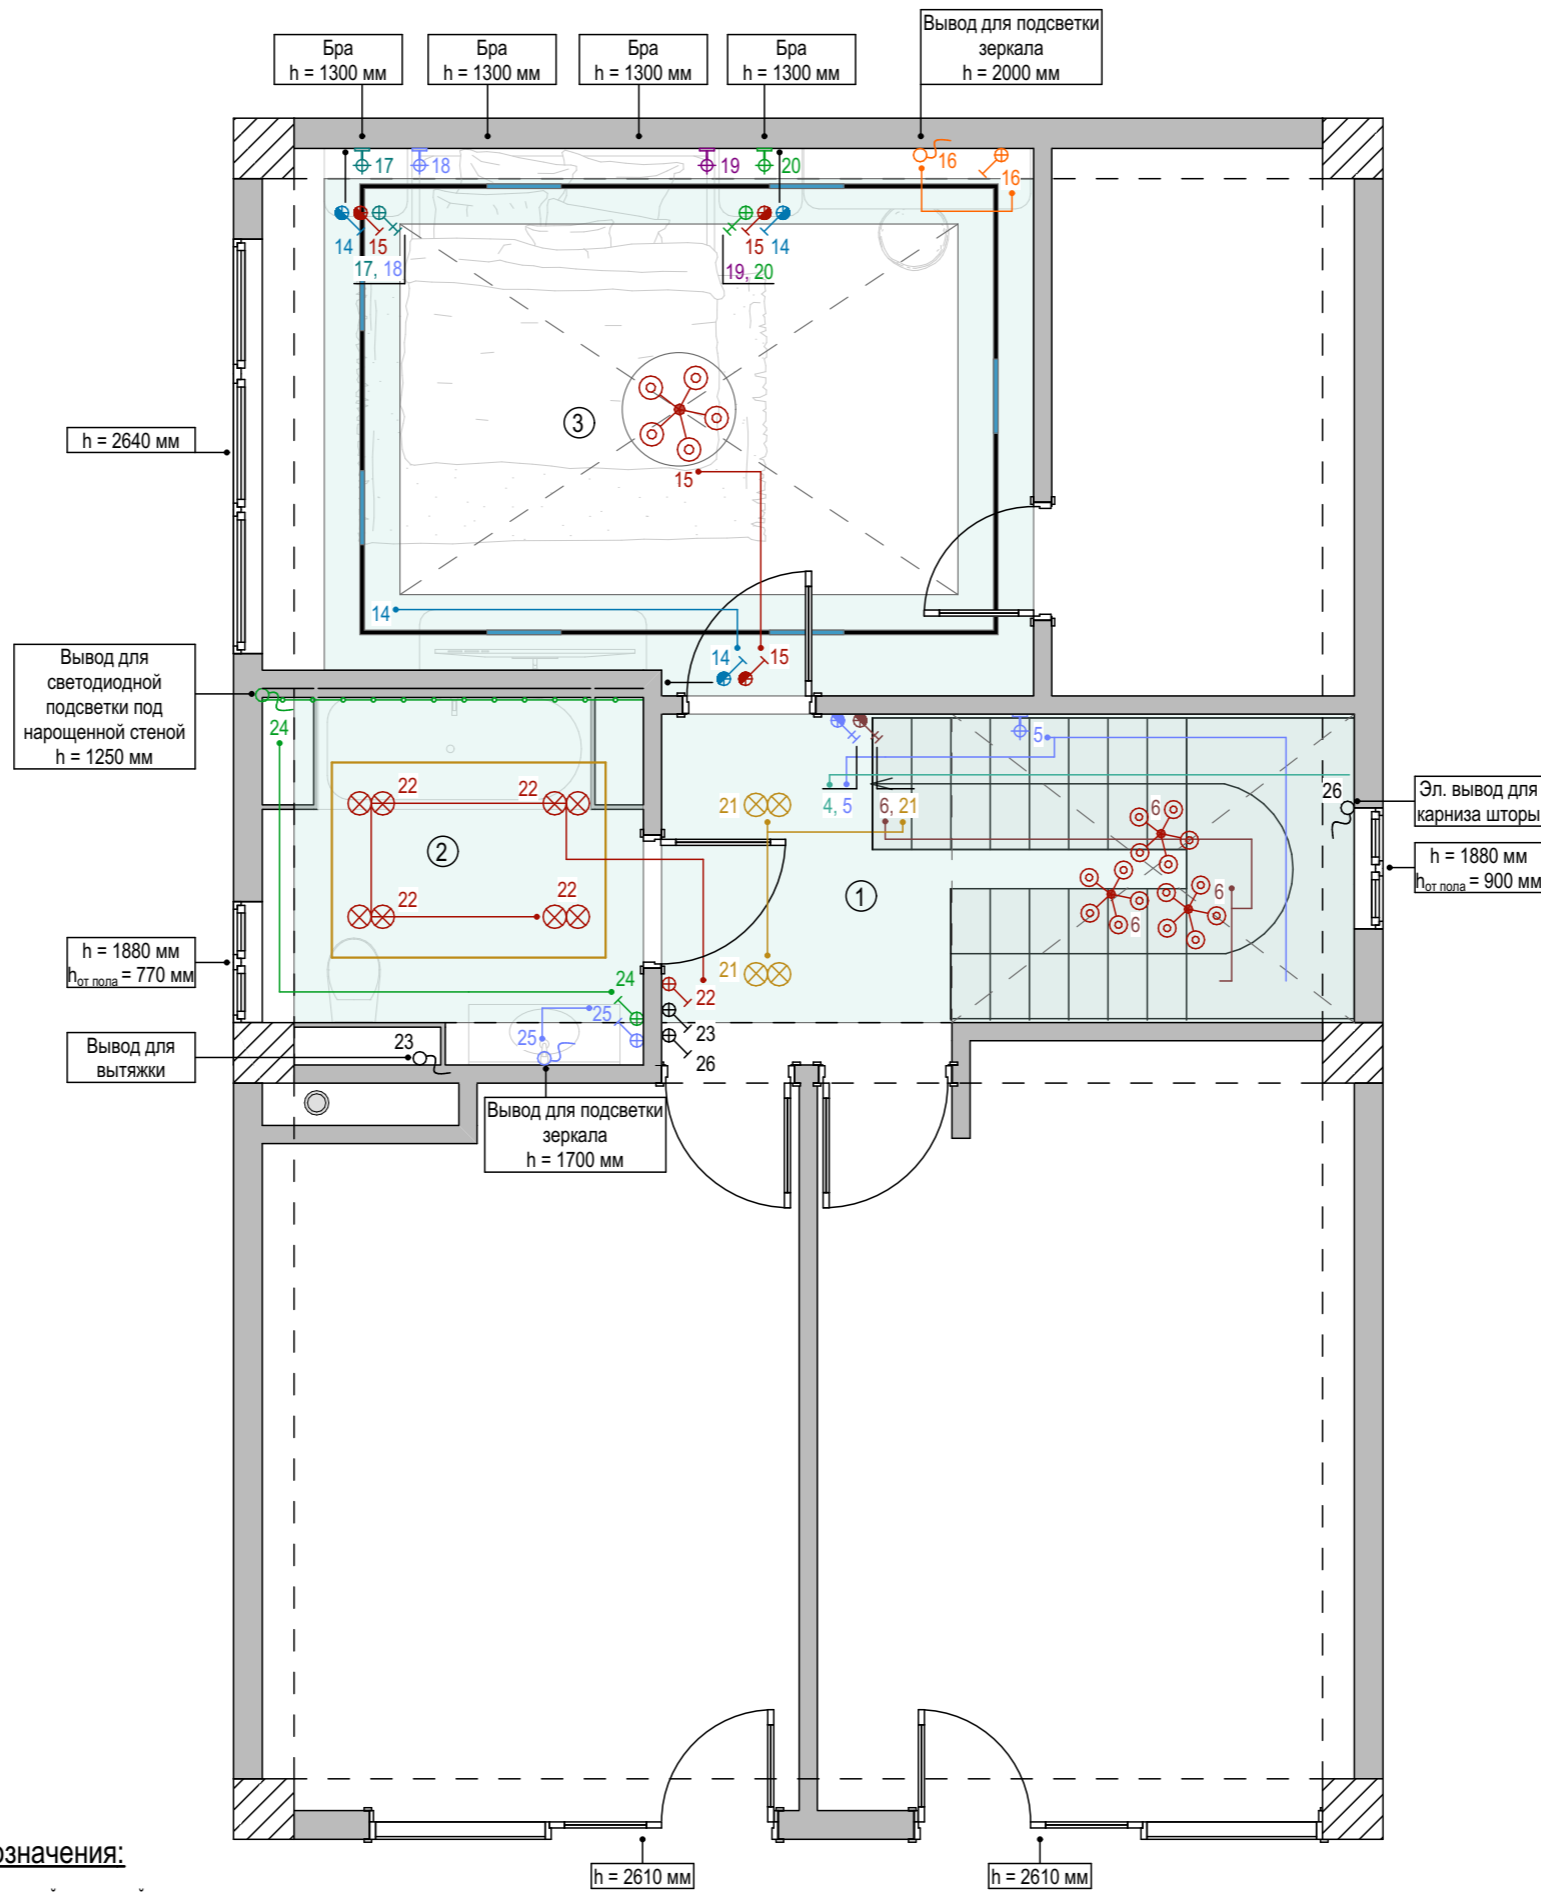 Бра
h = 1300 мм
Бра
h = 1300 мм
Бра
h = 1300 мм
Бра
h = 1300 мм
Вывод для подсветки
зеркала
h = 2000 мм
17
18
19
20
16
16
14
15
17, 18
15
14
19, 20
h = 2640 мм
3
15
14
14
15
Вывод для
светодиодной
подсветки под
нарощенной стеной
h = 1250 мм
24
22
22
2
22
22
21
4, 5
6, 21
5
6
6
6
26
Эл. вывод для
карниза шторы
h = 1880 мм
hот пола = 900 мм
1
h = 1880 мм
hот пола = 770 мм
21
24
25
25
22
23
26
Вывод для
вытяжки
23
Вывод для подсветки
зеркала
h = 1700 мм
означения:
h = 2610 мм
h = 2610 мм